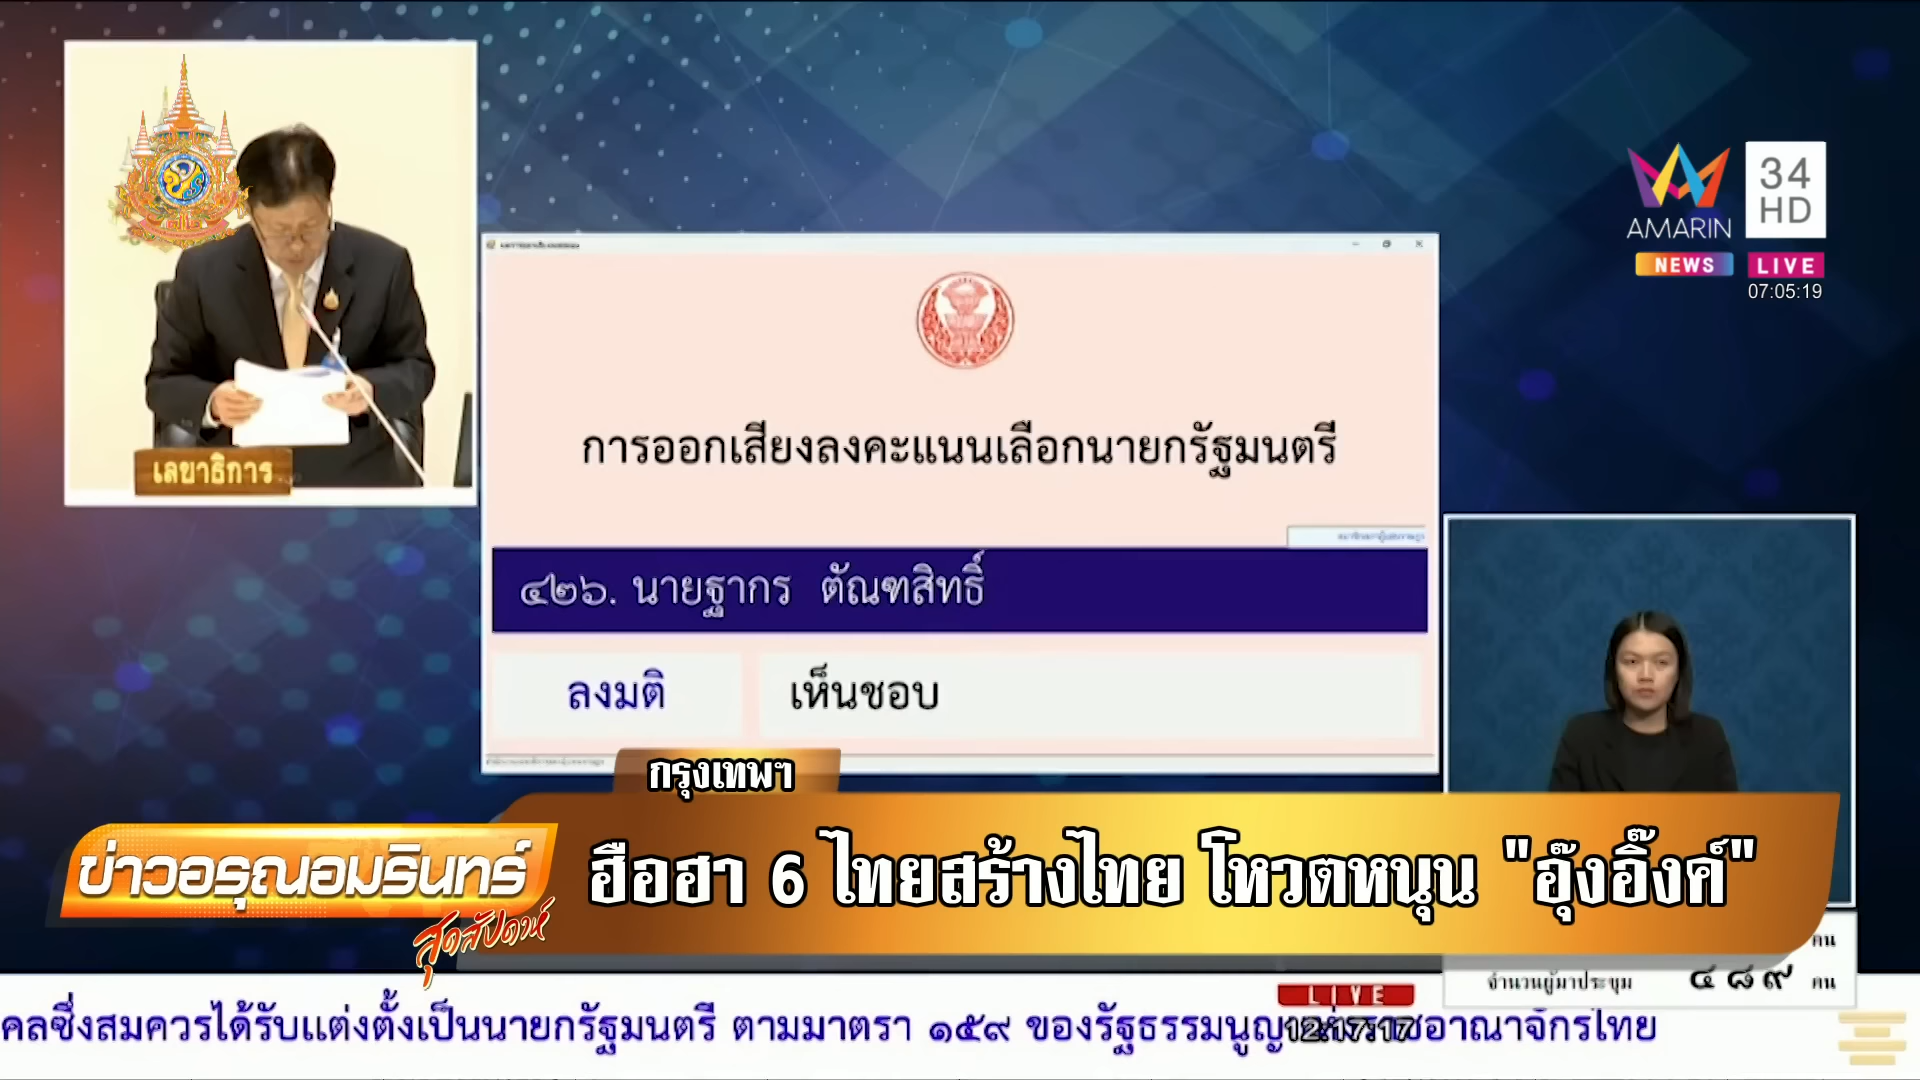 AMARIN
34
HD
NEWS
LIVE
07:05:19
เลขาธิการ
การออกเสียงลงคะแนนเลือกนายกรัฐมนตรี
๔๒๖. นายฐากร ตัณฑสิทธิ์
ลงมติ
เห็นชอบ
กรุงเทพฯ
ข่าวอรุณอมรินทร์
สุดสัปดาห์
ฮือฮา 6 ไทยสร้างไทย โหวตหนุน "อุ๊งอิ๊งค์"
คน
จำนวนผู้มาประชุม ๔๘๙ คน
LIVE
12:17:17
คลซึ่งสมควรได้รับแต่งตั้งเป็นนายกรัฐมนตรี ตามมาตรา ๑๕๙ ของรัฐธรรมนูญ
ราชอาณาจักรไทย